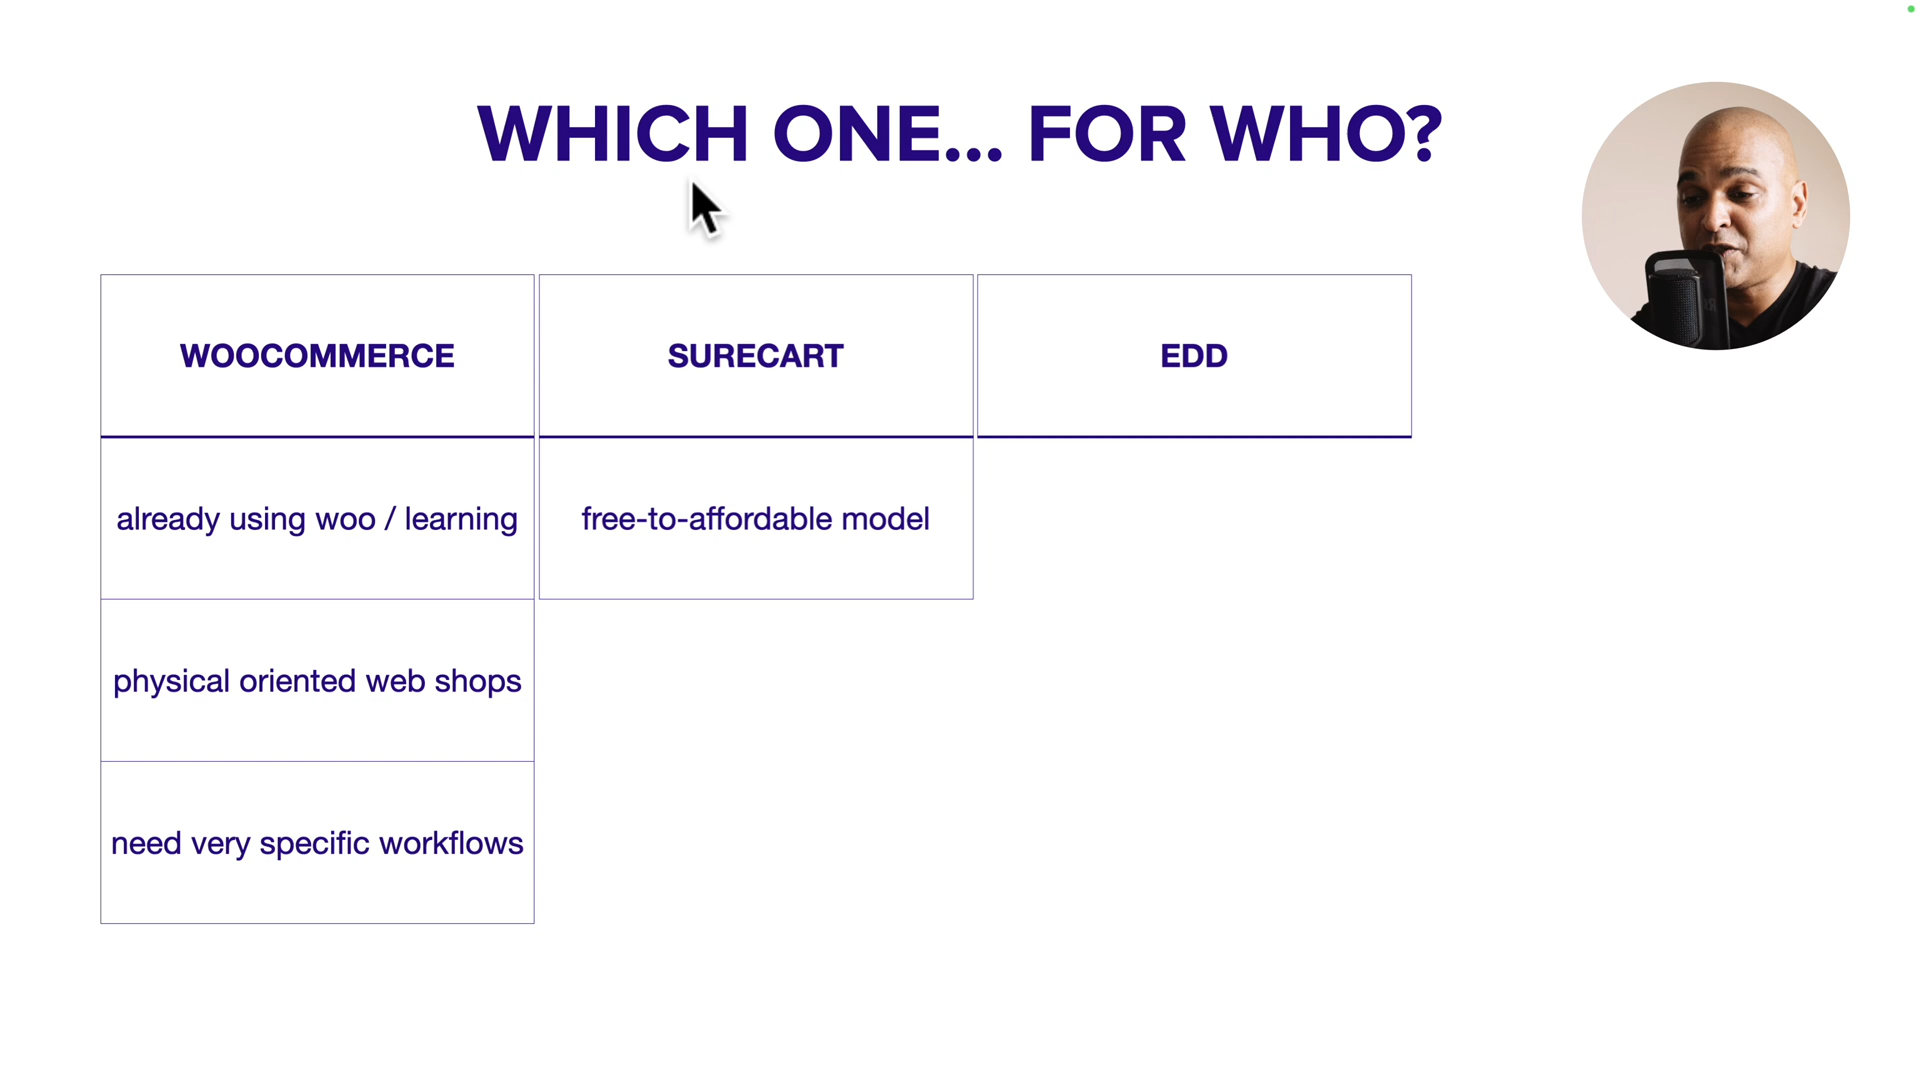 WHICH ONE... FOR WHO?
WOOCOMMERCE
SURECART
EDD
already using woo / learning
free-to-affordable model
physical oriented web shops
need very specific workflows